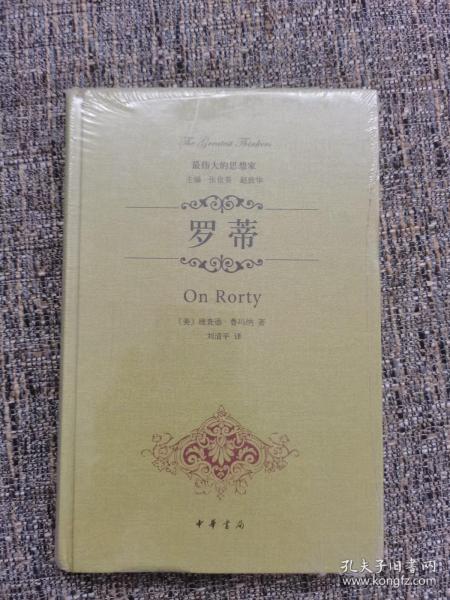 The Greatest Thinkers
最伟大的思想家
主编 张世英 赵敦华
罗蒂
On Rorty
〔美〕理查德·鲁玛纳 著
刘清平 译
中華書局
孔夫子旧书网
www.kongfz.com